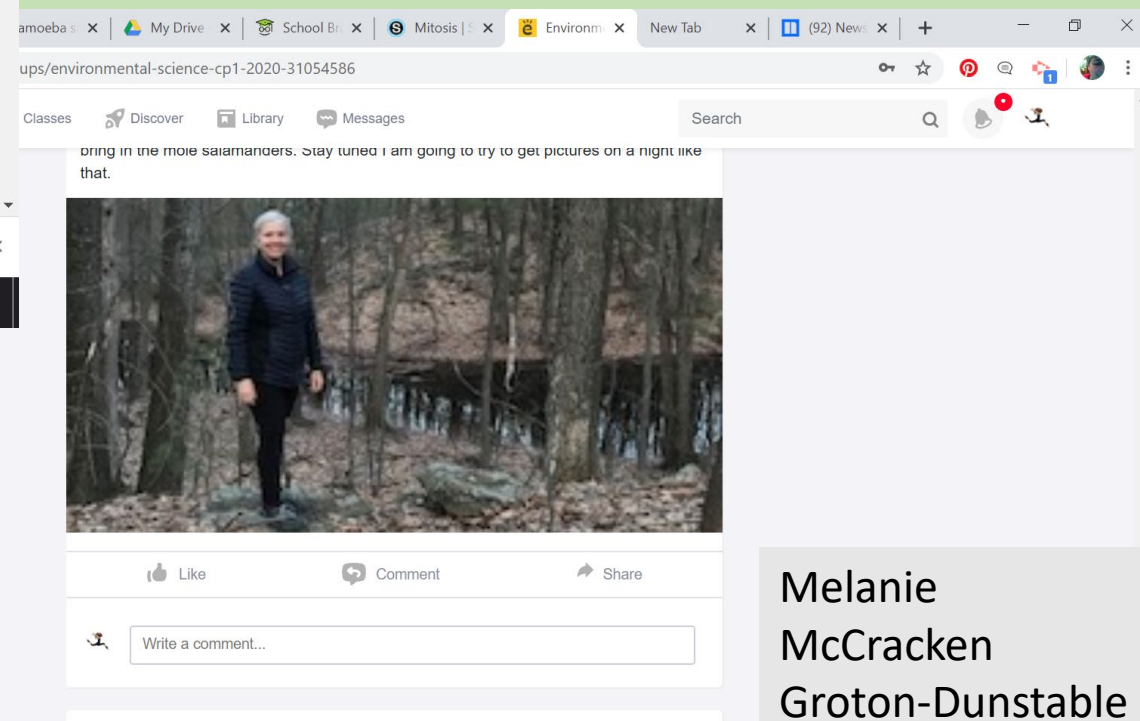 amoeba s
My Drive
School Br
Mitosis | S
Environm
New Tab
(92) News
ups/environmental-science-cp1-2020-31054586
1
Classes Discover Library Messages Search
bring in the mole salamanders. Stay tuned I am going to try to get pictures on a night like
that.
Like Comment Share
Write a comment...
Melanie
McCracken
Groton-Dunstable